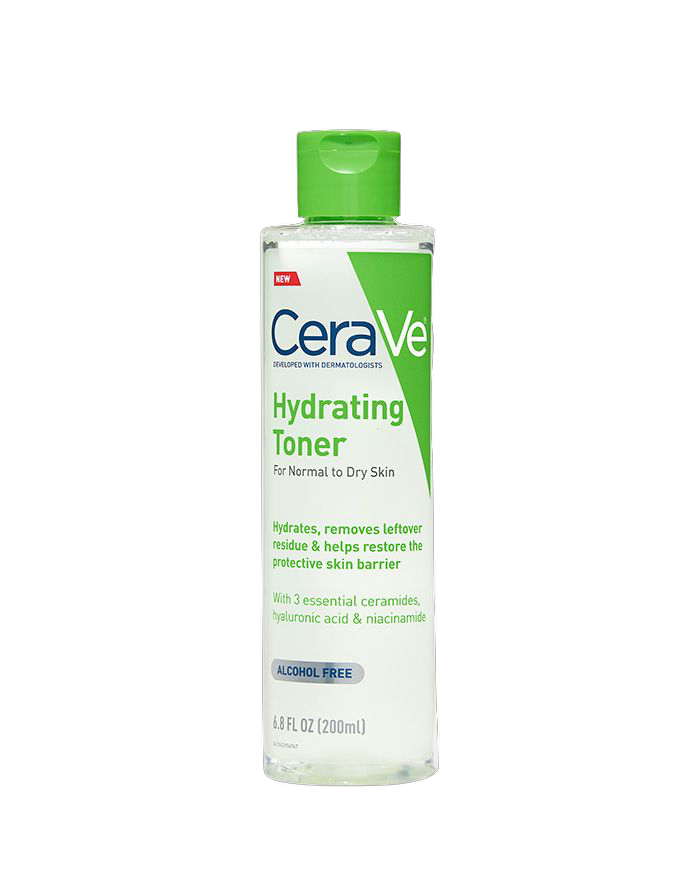 NEW
CeraVe®
DEVELOPED WITH DERMATOLOGISTS
Hydrating
Toner
For Normal to Dry Skin
Hydrates, removes leftover
residue & helps restore the
protective skin barrier
With 3 essential ceramides,
hyaluronic acid & niacinamide
ALCOHOL FREE
6.8 FL OZ (200ml)